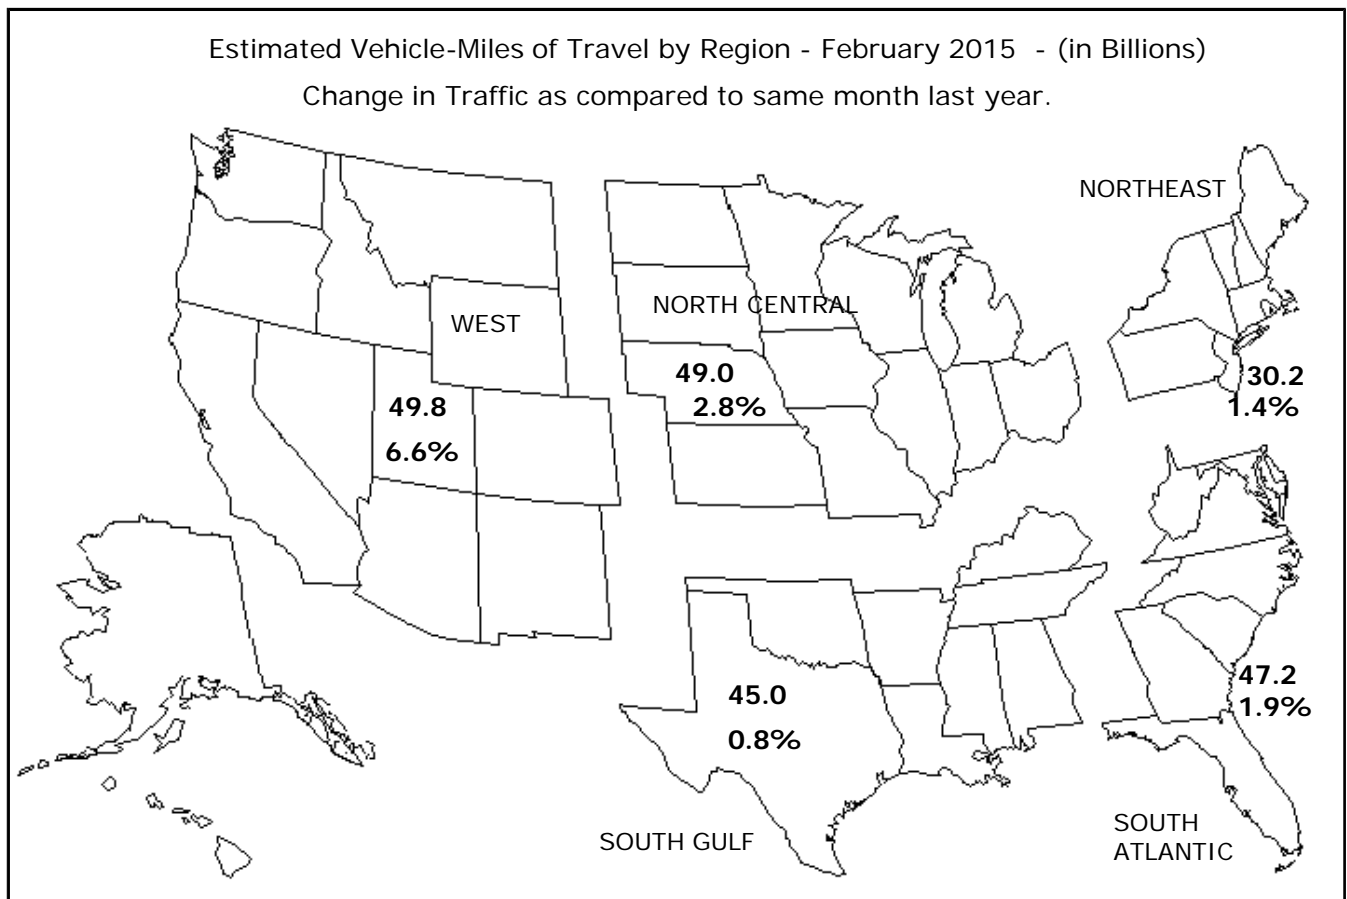 Estimated Vehicle-Miles of Travel by Region - February 2015 - (in Billions)
Change in Traffic as compared to same month last year.
NORTHEAST
30.2
1.4%
NORTH CENTRAL
49.0
2.8%
WEST
49.8
6.6%
47.2
1.9%
SOUTH
ATLANTIC
45.0
0.8%
SOUTH GULF